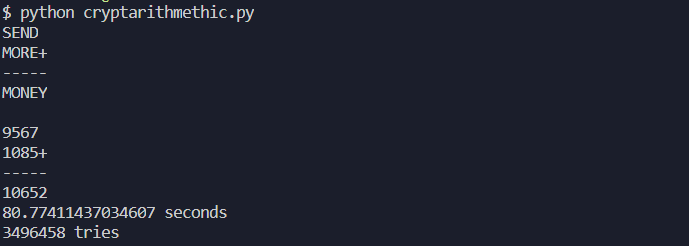 $ python cryptarithmethic.py
SEND
MORE+
-----
MONEY

9567
1085+
-----
10652
80.77411437034607 seconds
3496458 tries